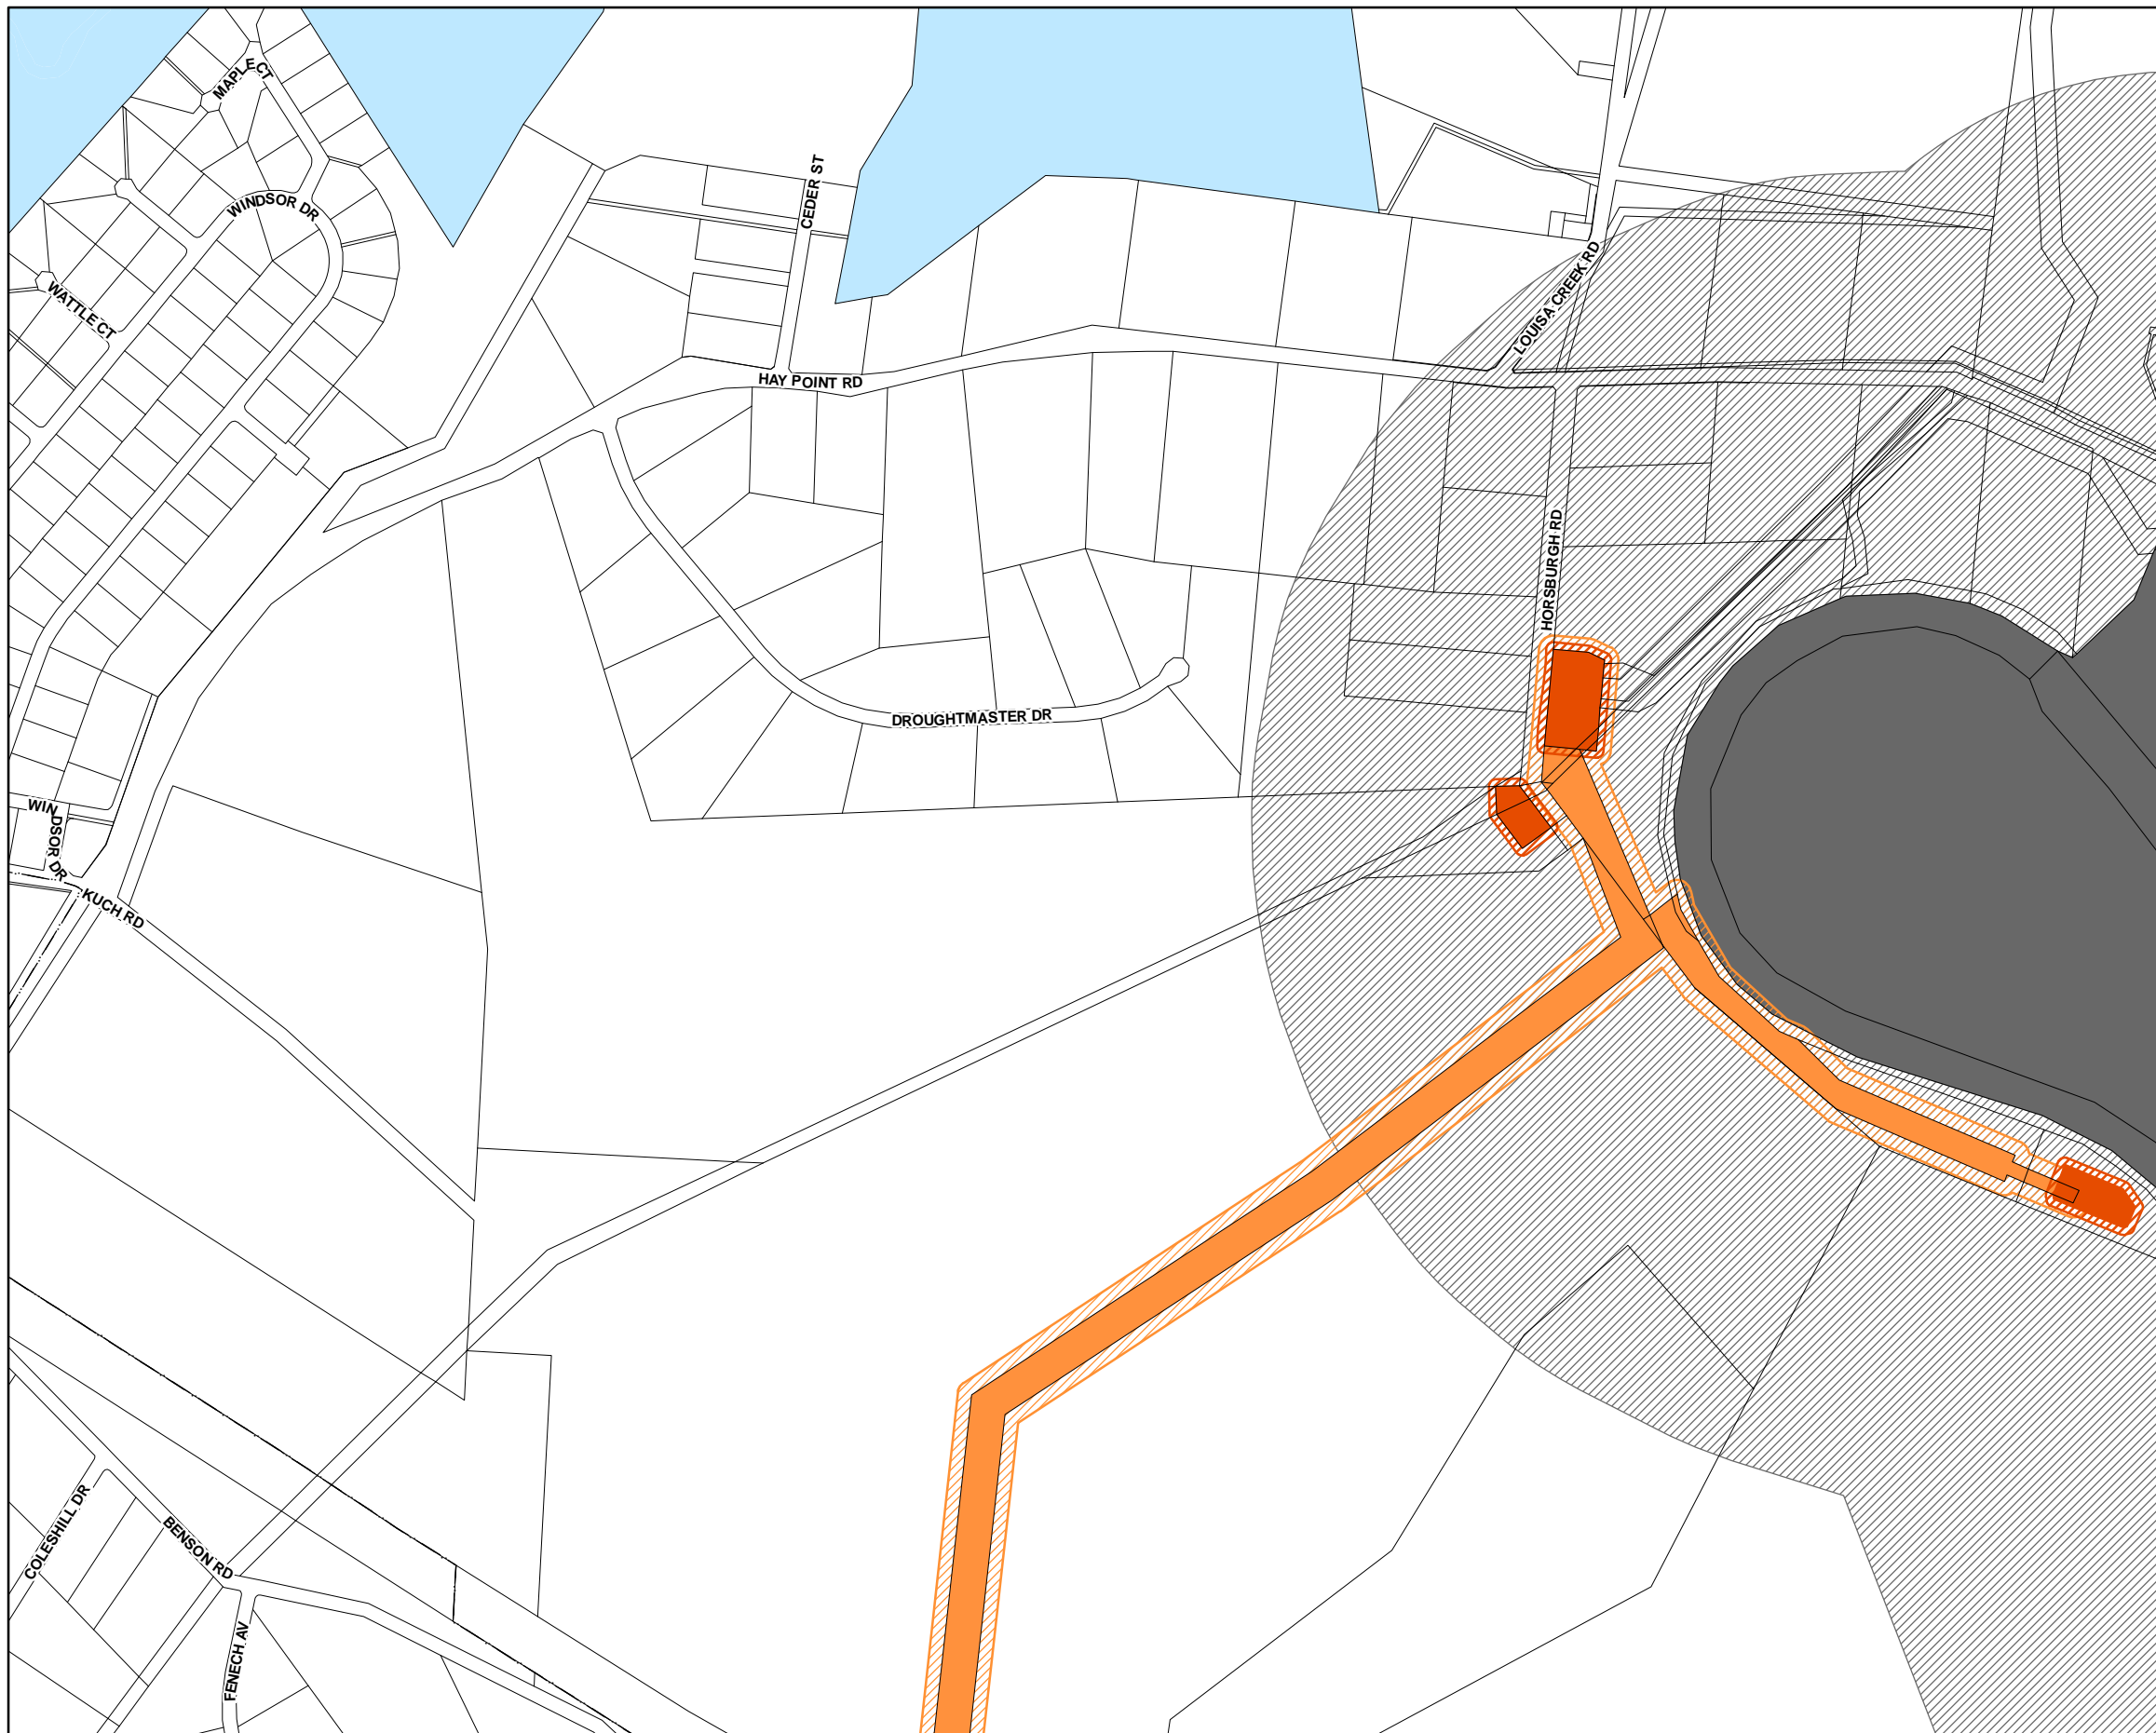 MAPLE CT
WINDSOR DR
CEDER ST
WATTLE CT
LOUISA CREEK RD
HAY POINT RD
HORSBURGH RD
DROUGHTMASTER DR
WINDSOR DR
KUCH RD
COLESHILL DR
BENSON RD
FENECH AV